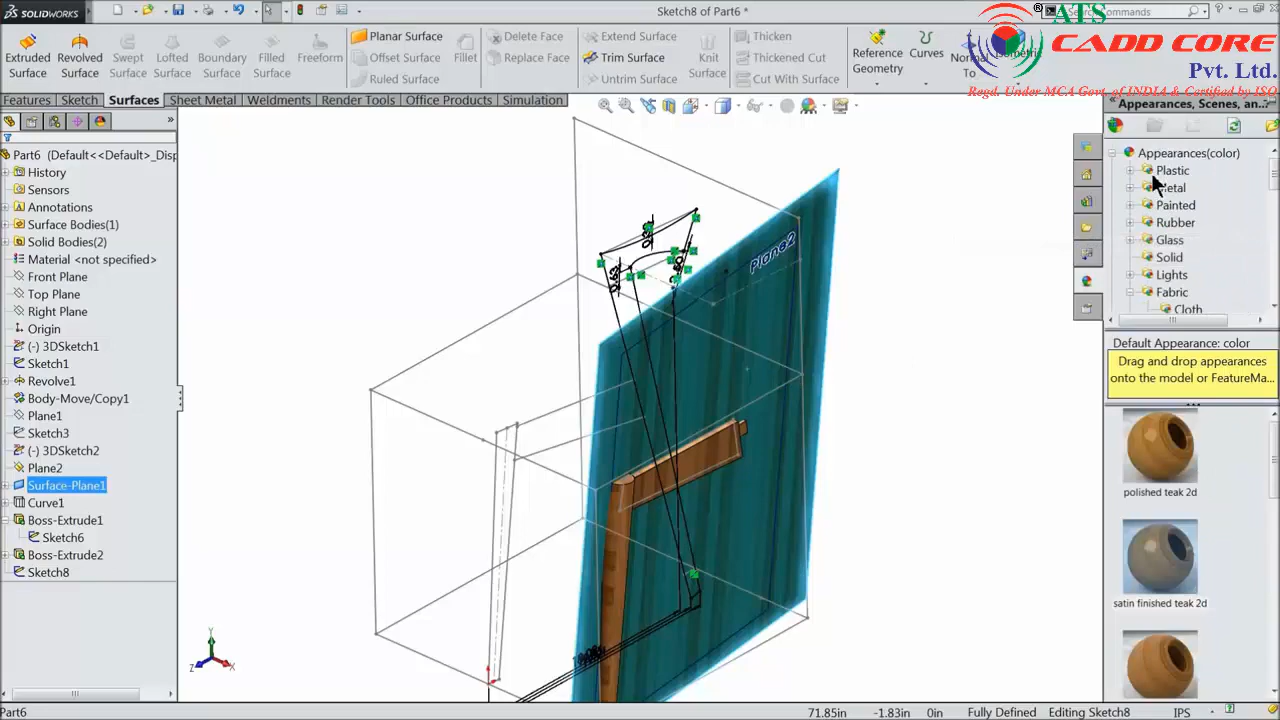 SOLIDWORKS
Sketch8 of Part6 *
Commands
ATS
CADD CORE
Pvt. Ltd.
Regd. Under MCA Govt. of INDIA & Certified by ISO
Extruded Surface
Revolved Surface
Swept Surface
Lofted Surface
Boundary Surface
Filled Surface
Freeform
Planar Surface
Offset Surface
Ruled Surface
Fillet
Delete Face
Replace Face
Extend Surface
Trim Surface
Untrim Surface
Knit Surface
Thicken
Thickened Cut
Cut With Surface
Reference Geometry
Curves
Normal To
Isometric
Features
Sketch
Surfaces
Sheet Metal
Weldments
Render Tools
Office Products
Simulation
Part6 (Default<<Default>_Disp
History
Sensors
Annotations
Surface Bodies(1)
Solid Bodies(2)
Material <not specified>
Front Plane
Top Plane
Right Plane
Origin
(-) 3DSketch1
Sketch1
Revolve1
Body-Move/Copy1
Plane1
Sketch3
(-) 3DSketch2
Plane2
Surface-Plane1
Curve1
Boss-Extrude1
Sketch6
Boss-Extrude2
Sketch8
Plane2
Y
Z
X
Appearances, Scenes, an...
Appearances(color)
Plastic
Metal
Painted
Rubber
Glass
Solid
Lights
Fabric
Cloth
Default Appearance: color
Drag and drop appearances
onto the model or FeatureMa...
polished teak 2d
satin finished teak 2d
Part6
71.85in
-1.83in
0in
Fully Defined
Editing Sketch8
IPS